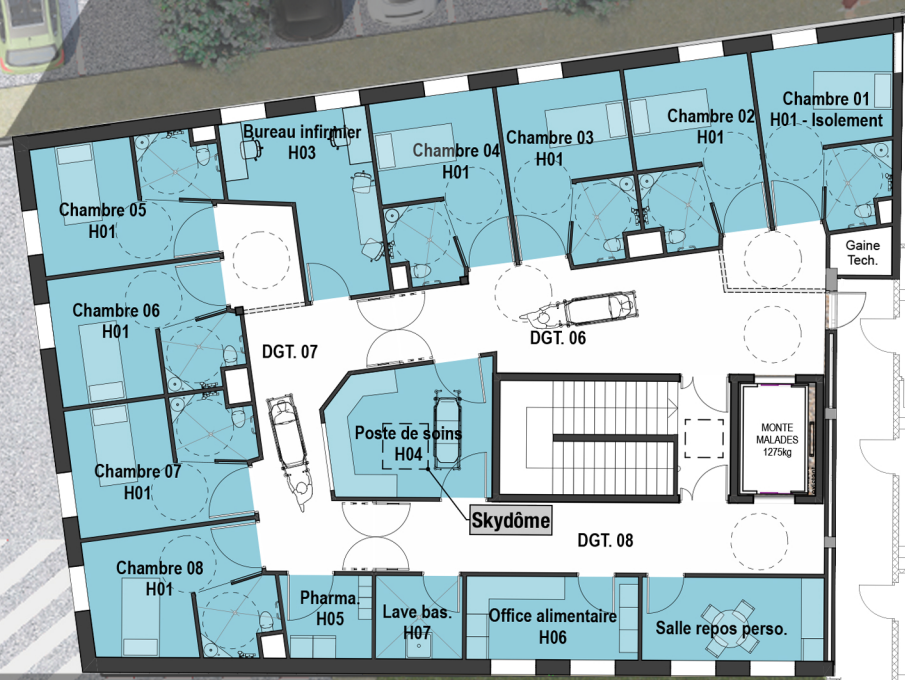 Chambre 01
H01 - Isolement
Chambre 02
H01
Bureau infirmier
H03
Chambre 04
H01
Chambre 03
H01
Chambre 05
H01
Gaine
Tech.
Chambre 06
H01
DGT. 07
DGT. 06
Poste de soins
H04
MONTE
MALADES
1275kg
Chambre 07
H01
Skydôme
DGT. 08
Chambre 08
H01
Pharma.
H05
Lave bas.
H07
Office alimentaire
H06
Salle repos perso.